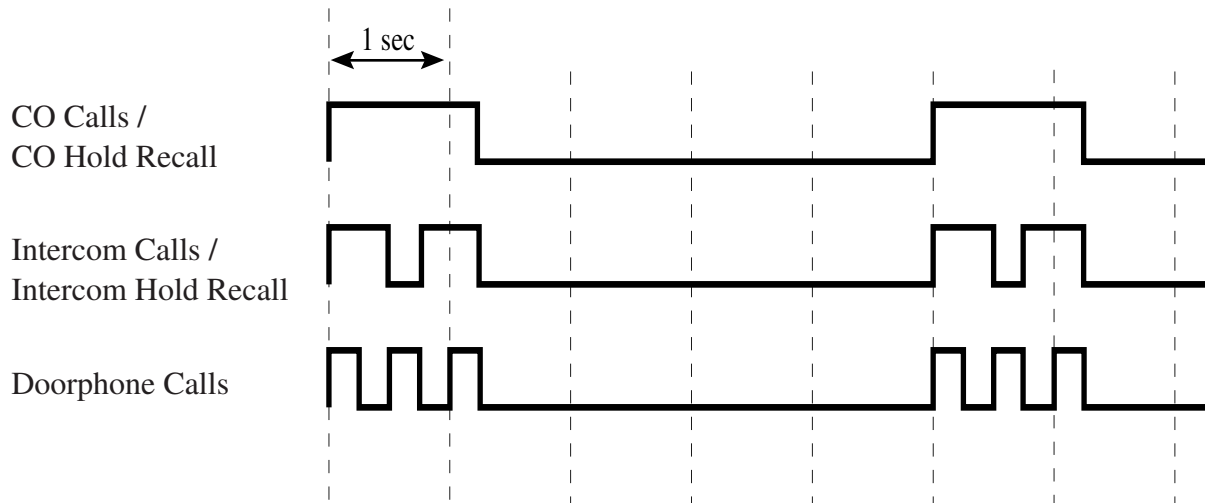 1 sec
CO Calls /
CO Hold Recall
Intercom Calls /
Intercom Hold Recall
Doorphone Calls